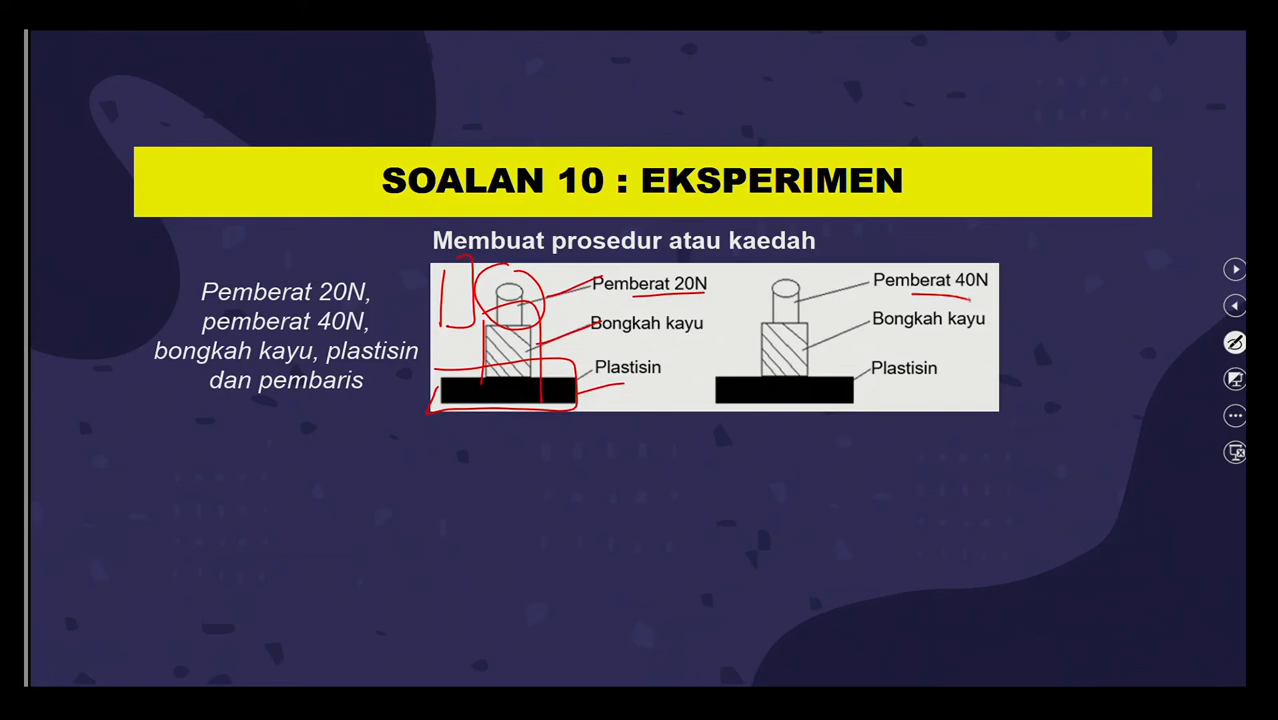 SOALAN 10 : EKSPERIMEN
Membuat prosedur atau kaedah
Pemberat 20N,
pemberat 40N,
bongkah kayu, plastisin
dan pembaris
Pemberat 20N
Bongkah kayu
Plastisin
Pemberat 40N
Bongkah kayu
Plastisin